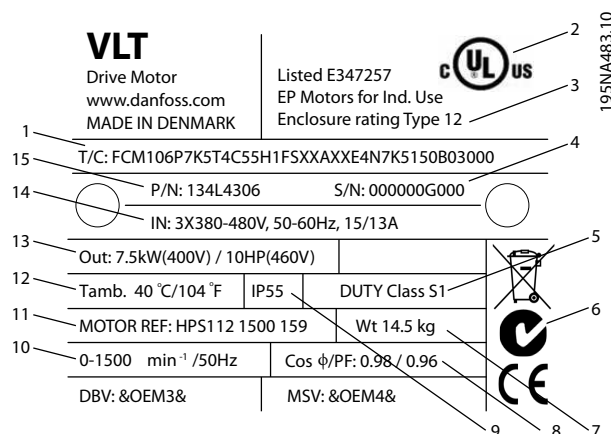 VLT
Drive Motor
www.danfoss.com
MADE IN DENMARK
Listed E347257
EP Motors for Ind. Use
Enclosure rating Type 12
C UL US
195NA483.10
T/C: FCM106P7K5T4C55H1FSXXAXXE4N7K5150B03000
P/N: 134L4306 S/N: 000000G000
IN: 3X380-480V, 50-60Hz, 15/13A
Out: 7.5kW(400V) / 10HP(460V)
Tamb. 40 °C/104 °F IP55 DUTY Class S1
MOTOR REF: HPS112 1500 159 Wt 14.5 kg
0-1500 min⁻¹ /50Hz Cos ϕ/PF: 0.98 / 0.96
DBV: &OEM3& MSV: &OEM4&
CE
1
15
14
13
12
11
10
2
3
4
5
6
7
8
9